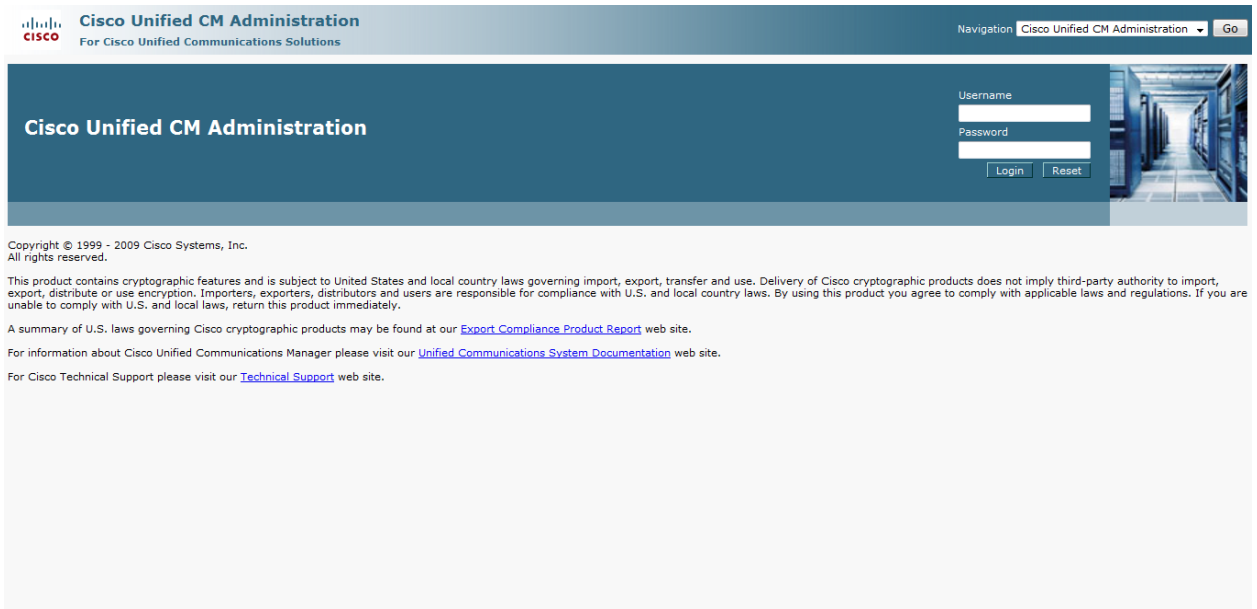 Cisco Unified CM Administration
For Cisco Unified Communications Solutions
CISCO
Navigation Cisco Unified CM Administration Go
Cisco Unified CM Administration
Username
Password
Login Reset
Copyright © 1999 - 2009 Cisco Systems, Inc.
All rights reserved.
This product contains cryptographic features and is subject to United States and local country laws governing import, export, transfer and use. Delivery of Cisco cryptographic products does not imply third-party authority to import,
export, distribute or use encryption. Importers, exporters, distributors and users are responsible for compliance with U.S. and local country laws. By using this product you agree to comply with applicable laws and regulations. If you are
unable to comply with U.S. and local laws, return this product immediately.
A summary of U.S. laws governing Cisco cryptographic products may be found at our Export Compliance Product Report web site.
For information about Cisco Unified Communications Manager please visit our Unified Communications System Documentation web site.
For Cisco Technical Support please visit our Technical Support web site.